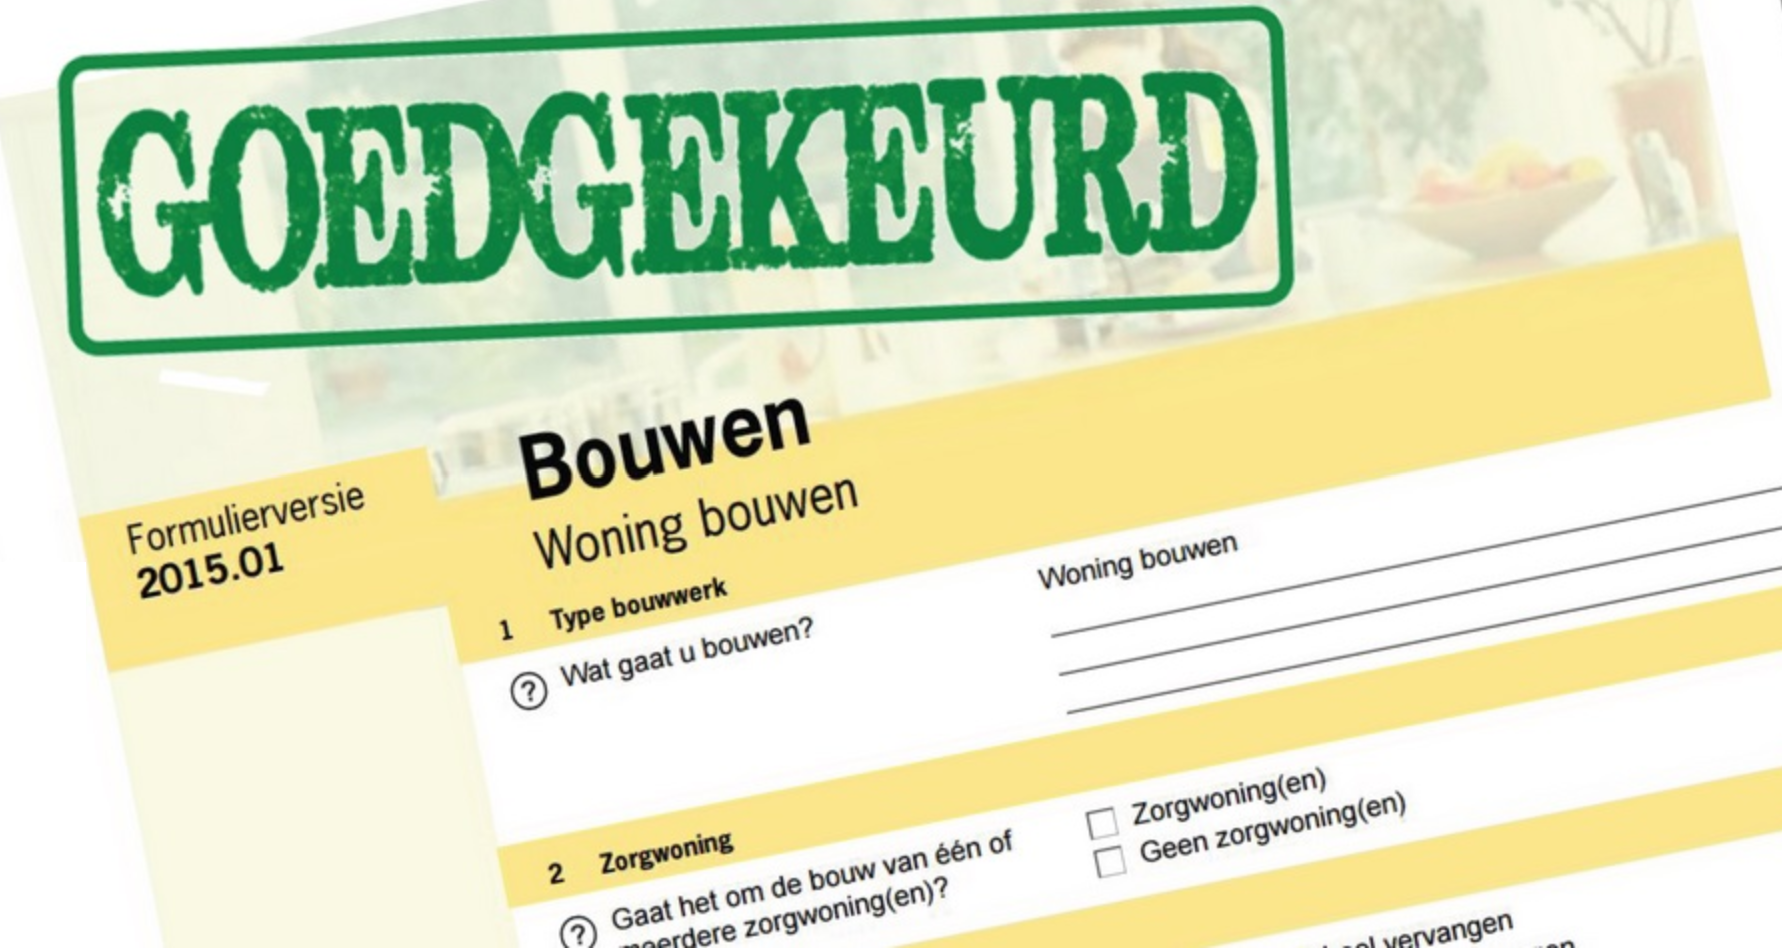 GOEDGEKEURD
Formulierversie
2015.01
Bouwen
Woning bouwen
1 Type bouwwerk
Wat gaat u bouwen?
Woning bouwen
2 Zorgwoning
Gaat het om de bouw van één of
meerdere zorgwoning(en)?
Zorgwoning(en)
Geen zorgwoning(en)
vervangen